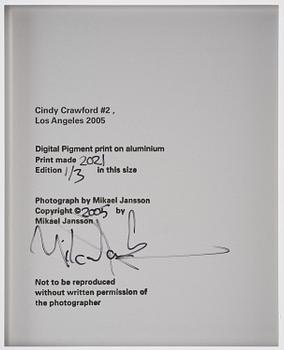 Cindy Crawford #2 ,
Los Angeles 2005
Digital Pigment print on aluminium
Print made 2021
Edition 1/3 in this size
Photograph by Mikael Jansson
Copyright © 2005 by
Mikael Jansson
Not to be reproduced
without written permission of
the photographer